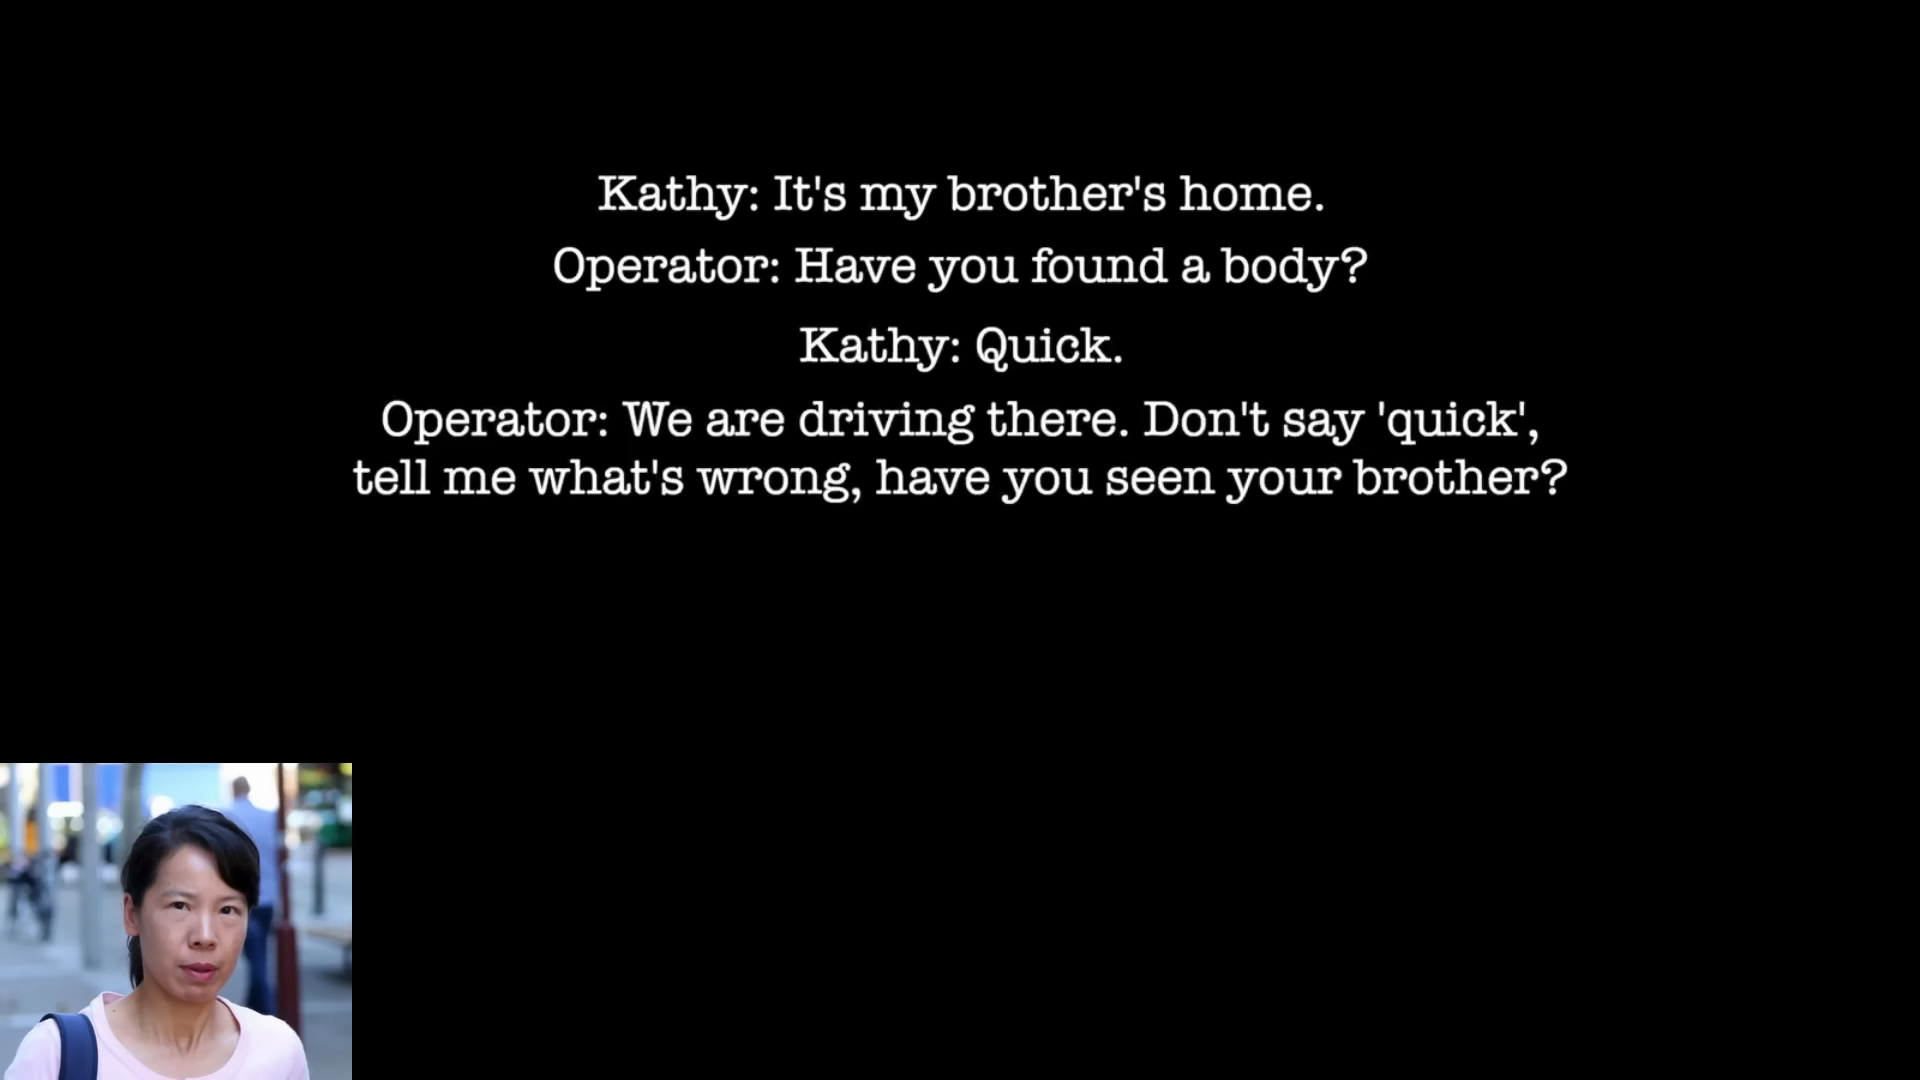 Kathy: It's my brother's home.
Operator: Have you found a body?
Kathy: Quick.
Operator: We are driving there. Don't say 'quick',
tell me what's wrong, have you seen your brother?